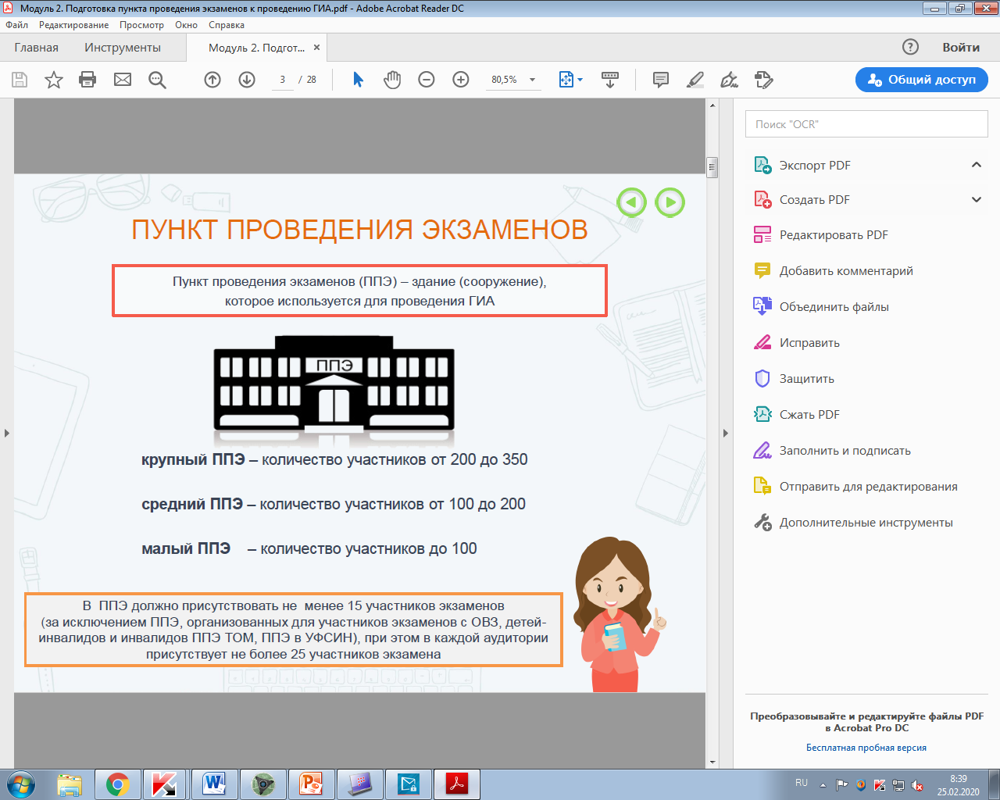 Модуль 2. Подготовка пункта проведения экзаменов к проведению ГИА.pdf - Adobe Acrobat Reader DC
Файл Редактирование Просмотр Окно Справка
Главная Инструменты Модуль 2. Подгот... × Войти
3 / 28 80,5% Общий доступ
ПУНКТ ПРОВЕДЕНИЯ ЭКЗАМЕНОВ
Пункт проведения экзаменов (ППЭ) – здание (сооружение),
которое используется для проведения ГИА
ППЭ
крупный ППЭ – количество участников от 200 до 350
средний ППЭ – количество участников от 100 до 200
малый ППЭ – количество участников до 100
В ППЭ должно присутствовать не менее 15 участников экзаменов
(за исключением ППЭ, организованных для участников экзаменов с ОВЗ, детей-
инвалидов и инвалидов ППЭ ТОМ, ППЭ в УФСИН), при этом в каждой аудитории
присутствует не более 25 участников экзамена
Поиск "OCR"
Экспорт PDF
Создать PDF
Редактировать PDF
Добавить комментарий
Объединить файлы
Исправить
Защитить
Сжать PDF
Заполнить и подписать
Отправить для редактирования
Дополнительные инструменты
Преобразовывайте и редактируйте файлы PDF
в Acrobat Pro DC
Бесплатная пробная версия
RU
8:39
25.02.2020